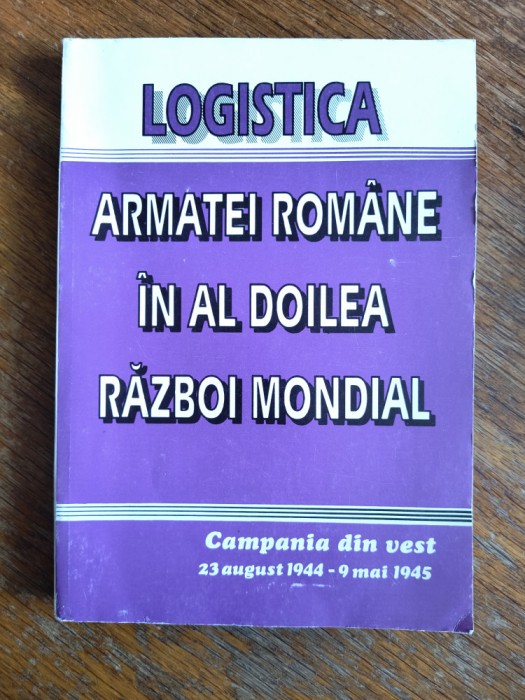 LOGISTICA
ARMATEI ROMÂNE
ÎN AL DOILEA
RĂZBOI MONDIAL
Campania din vest
23 august 1944 - 9 mai 1945